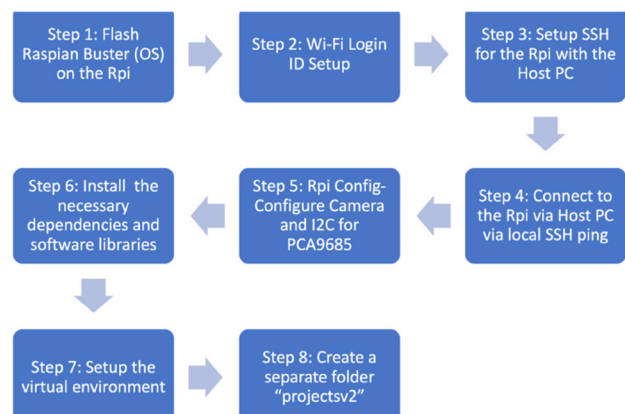 Step 1: Flash
Raspian Buster (OS)
on the Rpi
Step 2: Wi-Fi Login
ID Setup
Step 3: Setup SSH
for the Rpi with the
Host PC
Step 4: Connect to
the Rpi via Host PC
via local SSH ping
Step 5: Rpi Config-
Configure Camera
and I2C for
PCA9685
Step 6: Install the
necessary
dependencies and
software libraries
Step 7: Setup the
virtual environment
Step 8: Create a
separate folder
“projectsv2”